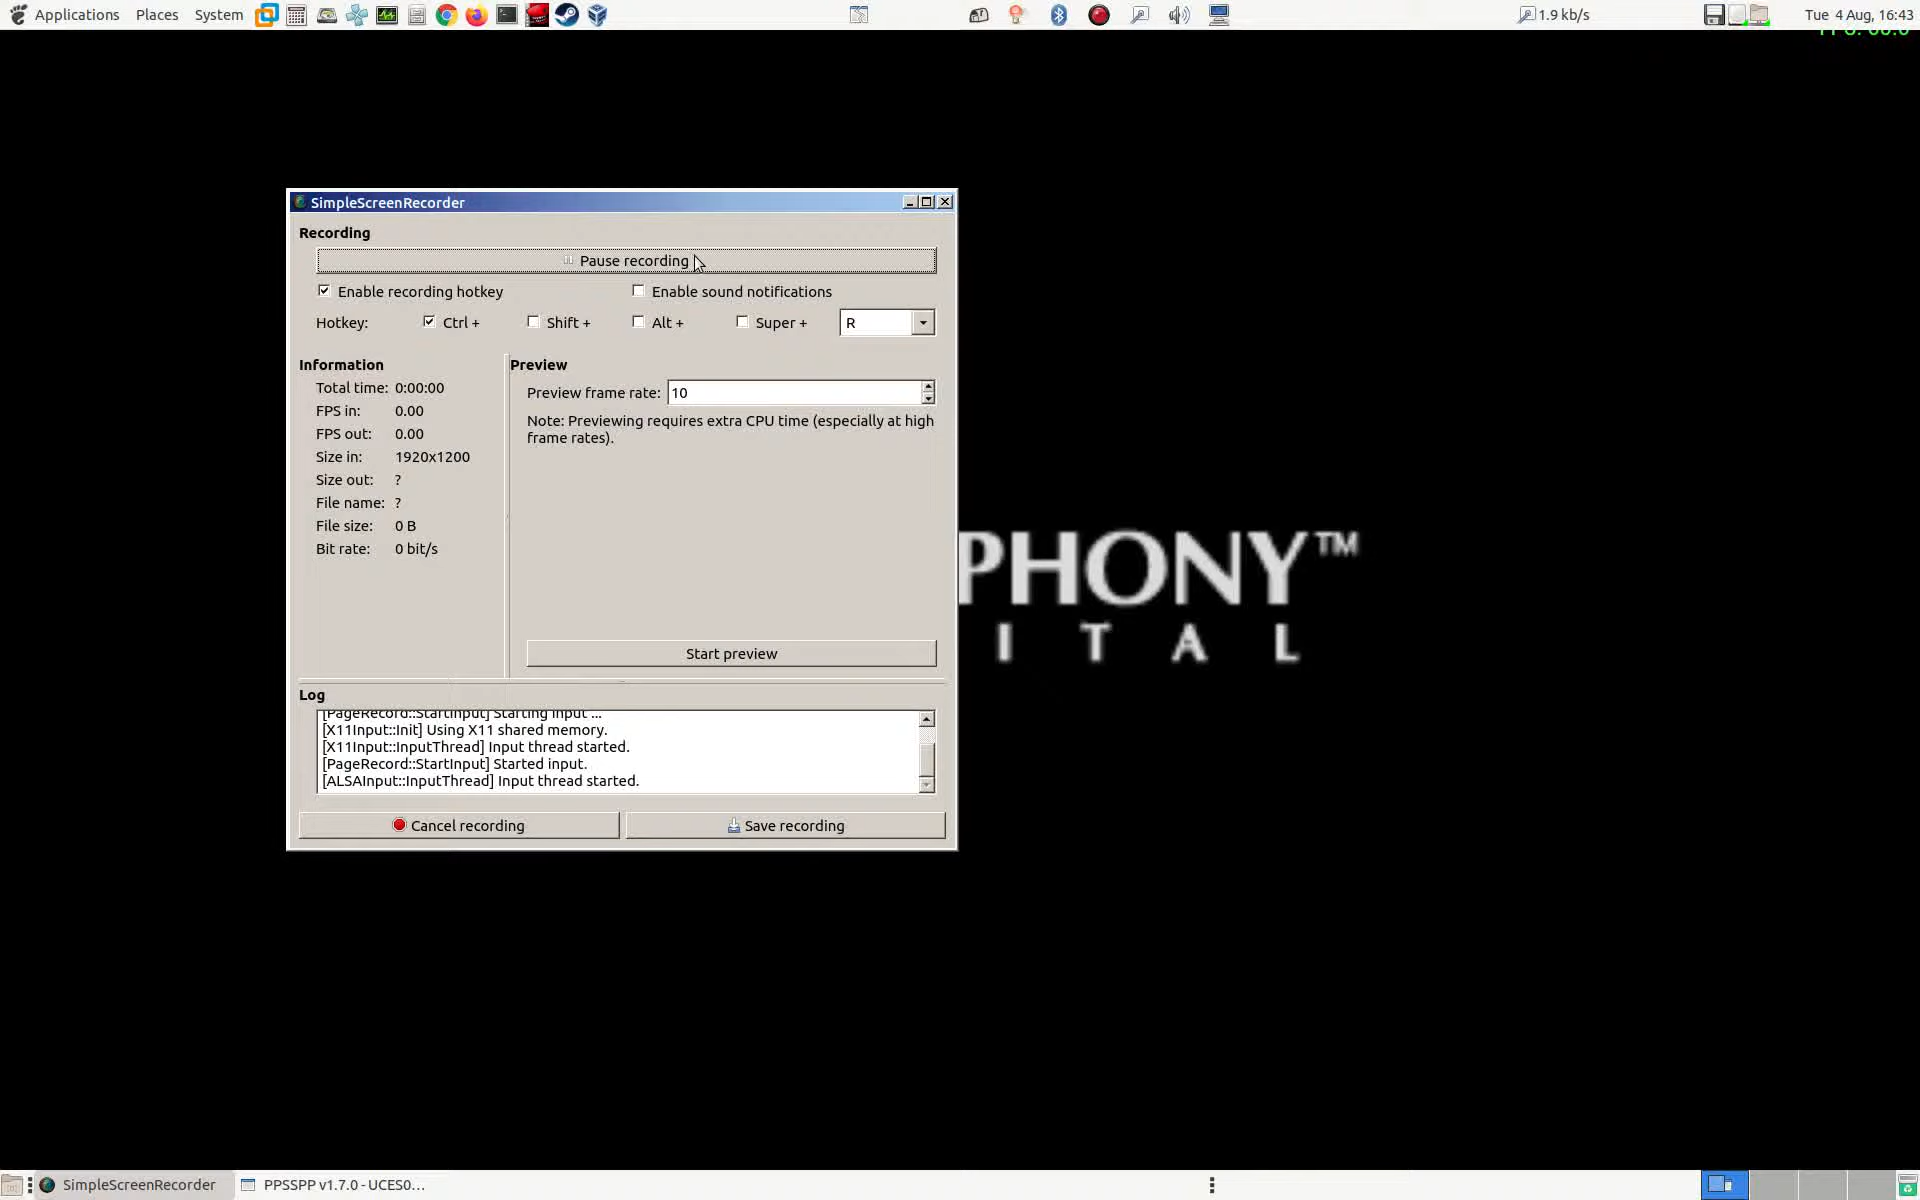 Applications Places System 1.9 kb/s Tue 4 Aug, 16:43
SimpleScreenRecorder
Recording
Pause recording
Enable recording hotkey Enable sound notifications
Hotkey: Ctrl + Shift + Alt + Super + R
Information
Total time: 0:00:00
FPS in: 0.00
FPS out: 0.00
Size in: 1920x1200
Size out: ?
File name: ?
File size: 0 B
Bit rate: 0 bit/s
Preview
Preview frame rate: 10
Note: Previewing requires extra CPU time (especially at high
frame rates).
Start preview
PHONY™
I T A L
Log
[PageRecord::StartInput] Starting input ...
[X11Input::Init] Using X11 shared memory.
[X11Input::InputThread] Input thread started.
[PageRecord::StartInput] Started input.
[ALSAInput::InputThread] Input thread started.
Cancel recording Save recording
SimpleScreenRecorder PPSSPP v1.7.0 - UCES0...